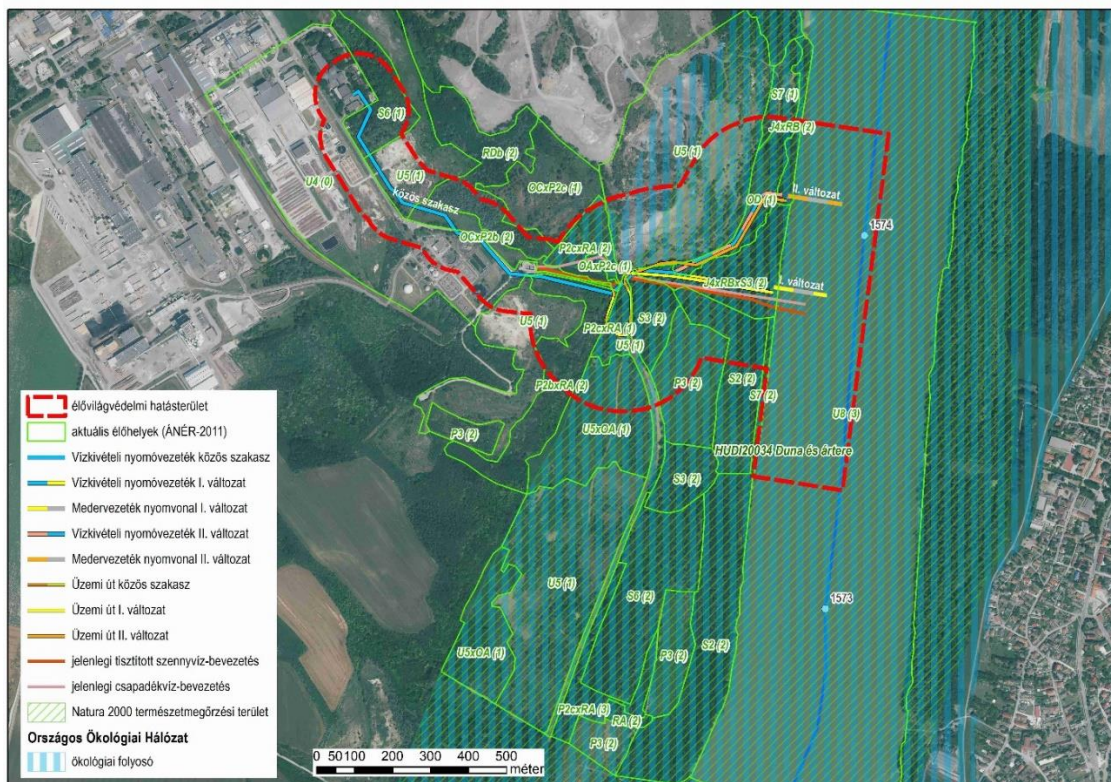 S7 (1)
J4xRB (2)
S6 (1)
RDb (2)
U5 (1)
U4 (0)
U5 (1)
OCxP2c (1)
közös szakasz
OD (1)
II. változat
1574
OCxP2b (2)
P2cxRA (2)
OAxP2c (1)
J4xRBxS3 (2)
I. változat
U5 (1)
P2cxRA (1)
S3 (2)
U5 (1)
P2bxRA (2)
P3 (2)
S2 (2)
S7 (2)
U8 (3)
U5xGA (1)
P3 (2)
HUDI20034 Duna és ártere
S3 (2)
U5 (1)
S6 (2)
1573
U5xGA (1)
P3 (2)
S2 (2)
P2cxRA (3)
RA (2)
P3 (2)
élővilágvédelmi hatásterület
aktuális élőhelyek (ÁNÉR-2011)
Vízkivételi nyomóvezeték közös szakasz
Vízkivételi nyomóvezeték I. változat
Medervezeték nyomvonal I. változat
Vízkivételi nyomóvezeték II. változat
Medervezeték nyomvonal II. változat
Üzemi út közös szakasz
Üzemi út I. változat
Üzemi út II. változat
jelenlegi tisztított szennyvíz-bevezetés
jelenlegi csapadékvíz-bevezetés
Natura 2000 természetmegőrzési terület
Országos Ökológiai Hálózat
ökológiai folyosó
0 50 100 200 300 400 500
méter